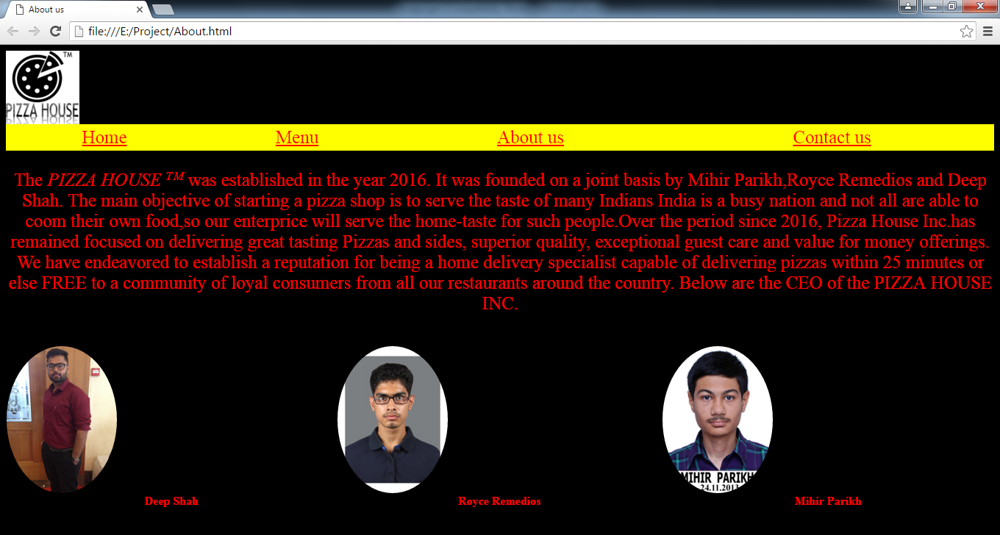 About us
file:///E:/Project/About.html
TM
PIZZA HOUSE
Home Menu About us Contact us
The PIZZA HOUSE TM was established in the year 2016. It was founded on a joint basis by Mihir Parikh,Royce Remedios and Deep
Shah. The main objective of starting a pizza shop is to serve the taste of many Indians India is a busy nation and not all are able to
coom their own food,so our enterprice will serve the home-taste for such people.Over the period since 2016, Pizza House Inc.has
remained focused on delivering great tasting Pizzas and sides, superior quality, exceptional guest care and value for money offerings.
We have endeavored to establish a reputation for being a home delivery specialist capable of delivering pizzas within 25 minutes or
else FREE to a community of loyal consumers from all our restaurants around the country. Below are the CEO of the PIZZA HOUSE
INC.
MIHIR PARIKH
24.11.2013
Deep Shah Royce Remedios Mihir Parikh